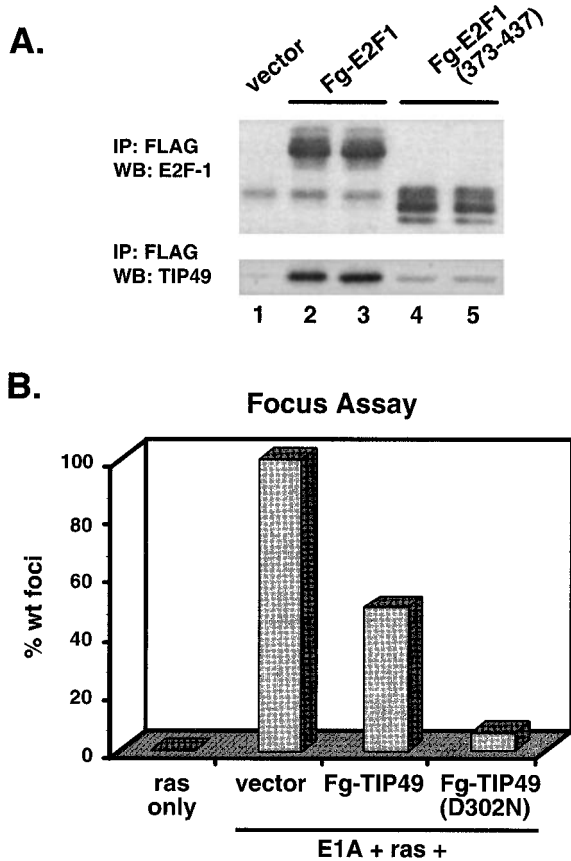 A.
vector
Fg-E2F1
Fg-E2F1
(373-437)
IP: FLAG
WB: E2F-1
IP: FLAG
WB: TIP49
1 2 3 4 5
B.
Focus Assay
% wt foci
100
80
60
40
20
0
ras only
vector
Fg-TIP49
Fg-TIP49
(D302N)
E1A + ras +